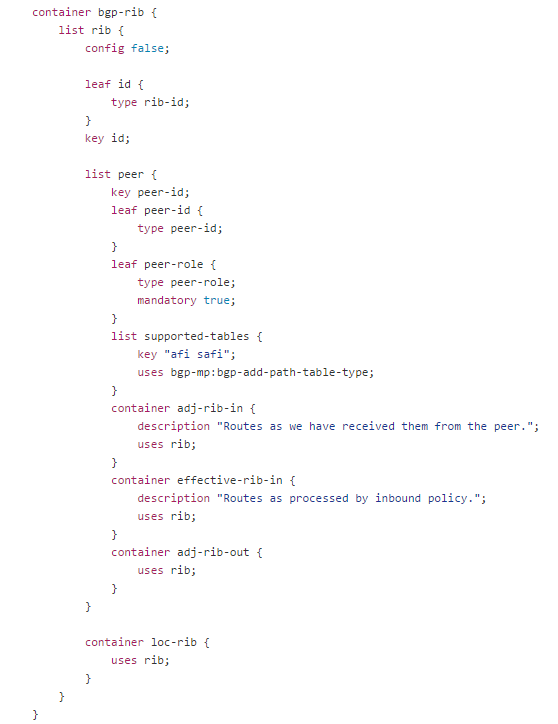 container bgp-rib {
    list rib {
        config false;

        leaf id {
            type rib-id;
        }
        key id;

        list peer {
            key peer-id;
            leaf peer-id {
                type peer-id;
            }
            leaf peer-role {
                type peer-role;
                mandatory true;
            }
            list supported-tables {
                key "afi safi";
                uses bgp-mp:bgp-add-path-table-type;
            }
            container adj-rib-in {
                description "Routes as we have received them from the peer.";
                uses rib;
            }
            container effective-rib-in {
                description "Routes as processed by inbound policy.";
                uses rib;
            }
            container adj-rib-out {
                uses rib;
            }
        }

        container loc-rib {
            uses rib;
        }
    }
}